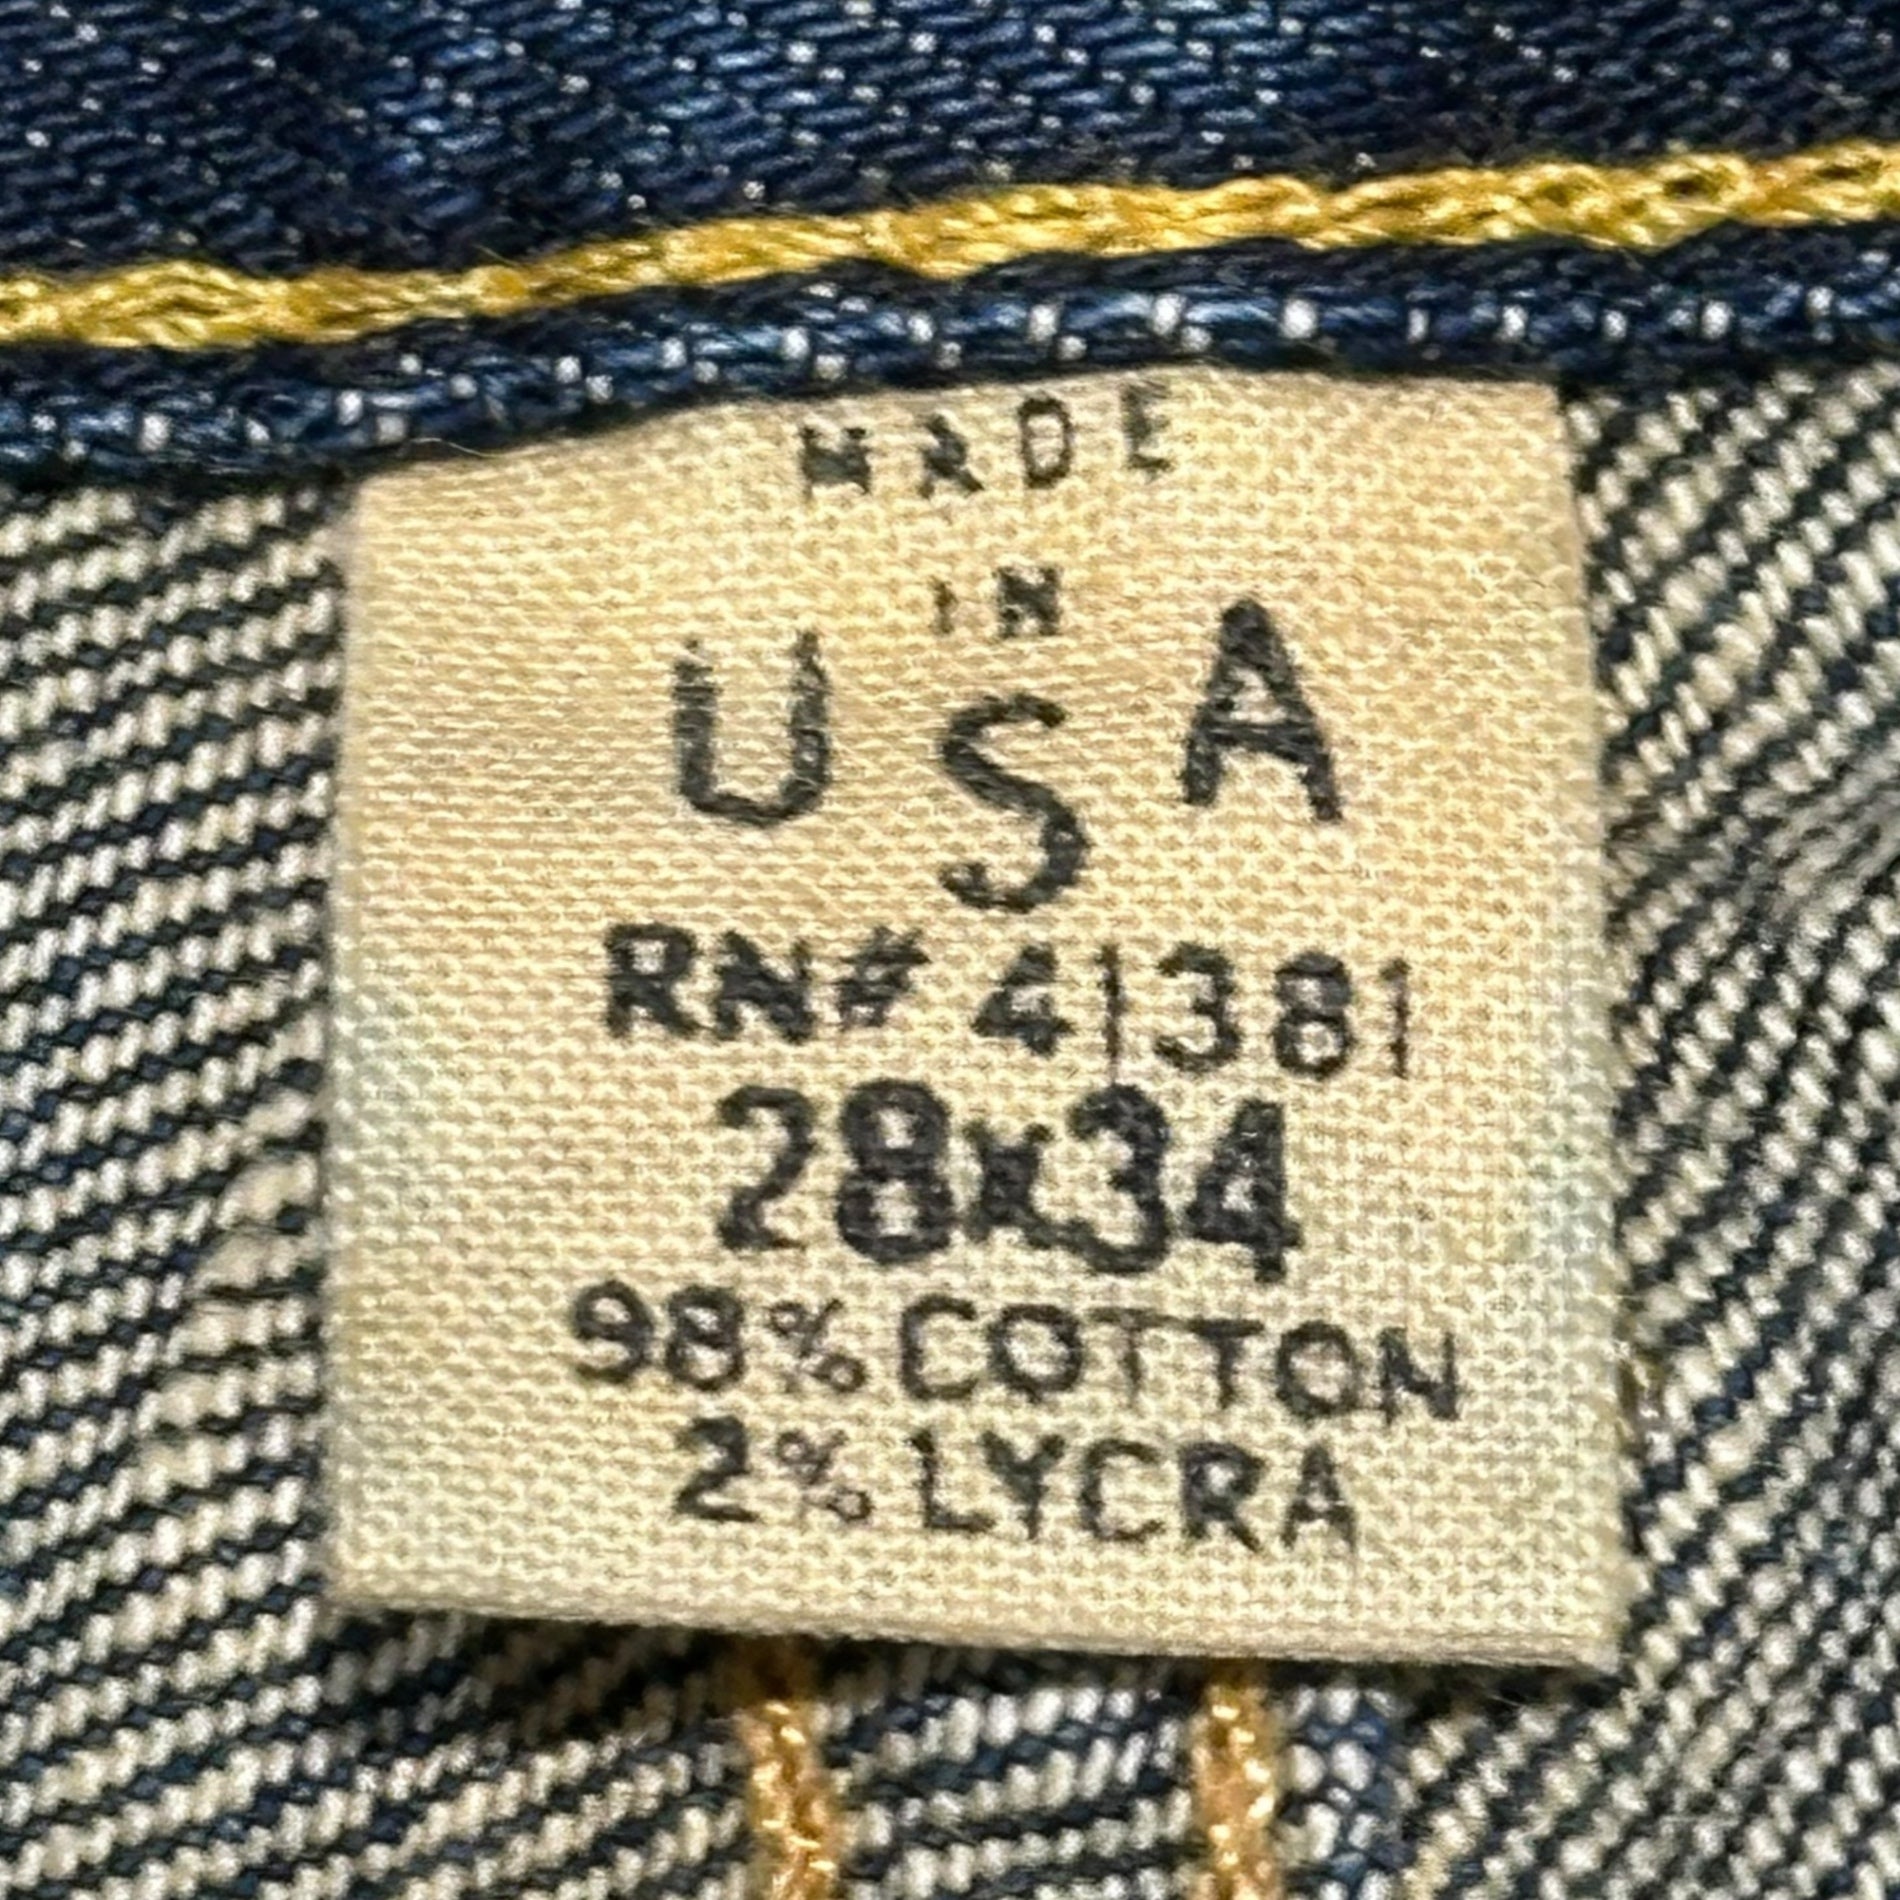 MADE
IN
USA
RN# 41381
28x34
98% COTTON
2% LYCRA